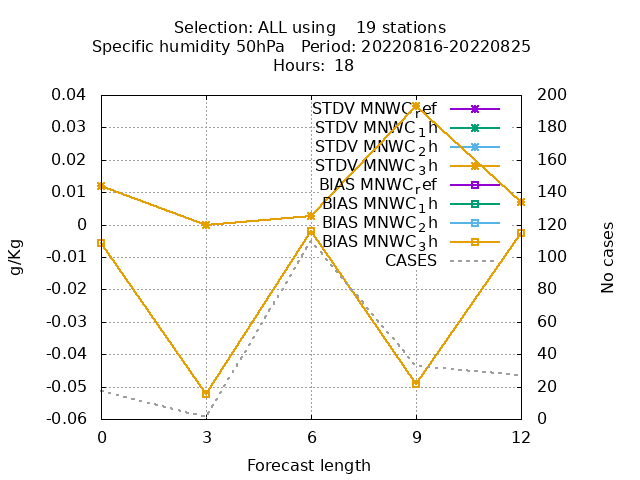 Selection: ALL using    19 stations
Specific humidity 50hPa   Period: 20220816-20220825
Hours:  18
STDV MNWC_ref
STDV MNWC_1h
STDV MNWC_2h
STDV MNWC_3h
BIAS MNWC_ref
BIAS MNWC_1h
BIAS MNWC_2h
BIAS MNWC_3h
CASES
0.04
0.03
0.02
0.01
0
-0.01
-0.02
-0.03
-0.04
-0.05
-0.06
g/Kg
200
180
160
140
120
100
80
60
40
20
0
No cases
0 3 6 9 12
Forecast length